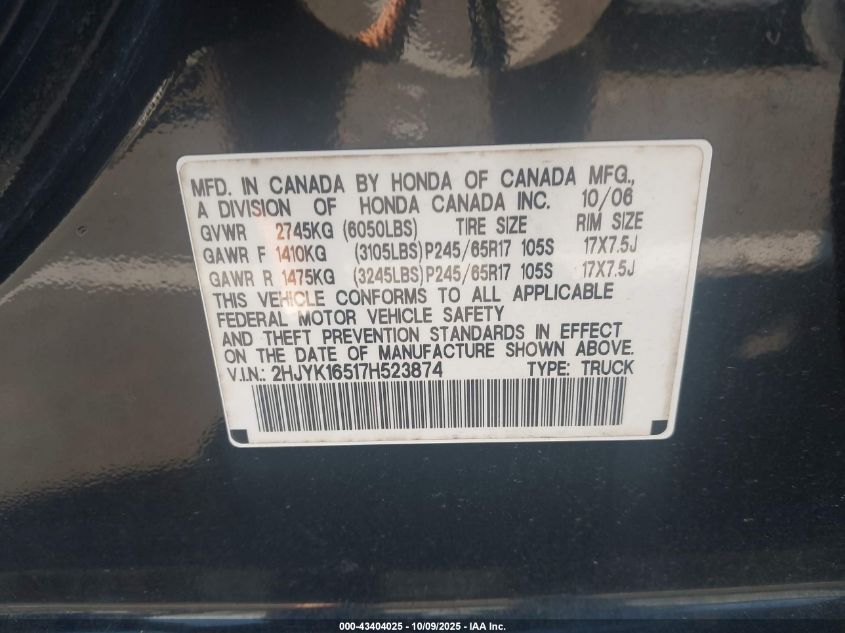 MFD. IN CANADA BY HONDA OF CANADA MFG.,
A DIVISION OF HONDA CANADA INC. 10/06
GVWR 2745KG (6050LBS) TIRE SIZE RIM SIZE
GAWR F 1410KG (3105LBS)P245/65R17 105S 17X7.5J
GAWR R 1475KG (3245LBS)P245/65R17 105S 17X7.5J
THIS VEHICLE CONFORMS TO ALL APPLICABLE
FEDERAL MOTOR VEHICLE SAFETY
AND THEFT PREVENTION STANDARDS IN EFFECT
ON THE DATE OF MANUFACTURE SHOWN ABOVE.
V.I.N.: 2HJYK16517H523874 TYPE: TRUCK
000-43404025 - 10/09/2025 - IAA Inc.